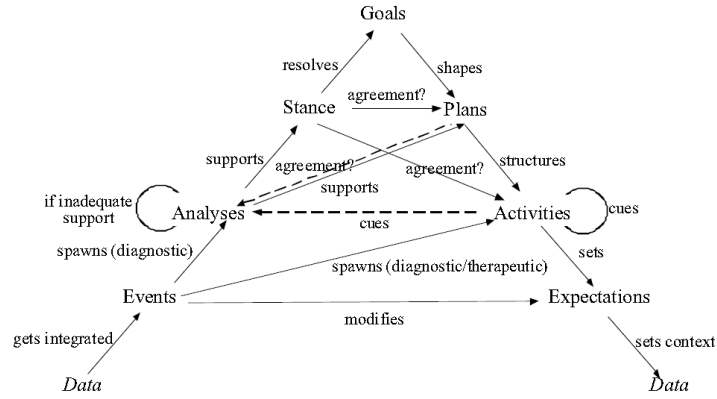 Goals
resolves
shapes
Stance
agreement?
Plans
supports
agreement?
agreement?
structures
supports
if inadequate
support
Analyses
Activities
cues
cues
spawns (diagnostic)
sets
spawns (diagnostic/therapeutic)
Events
Expectations
modifies
gets integrated
sets context
Data
Data